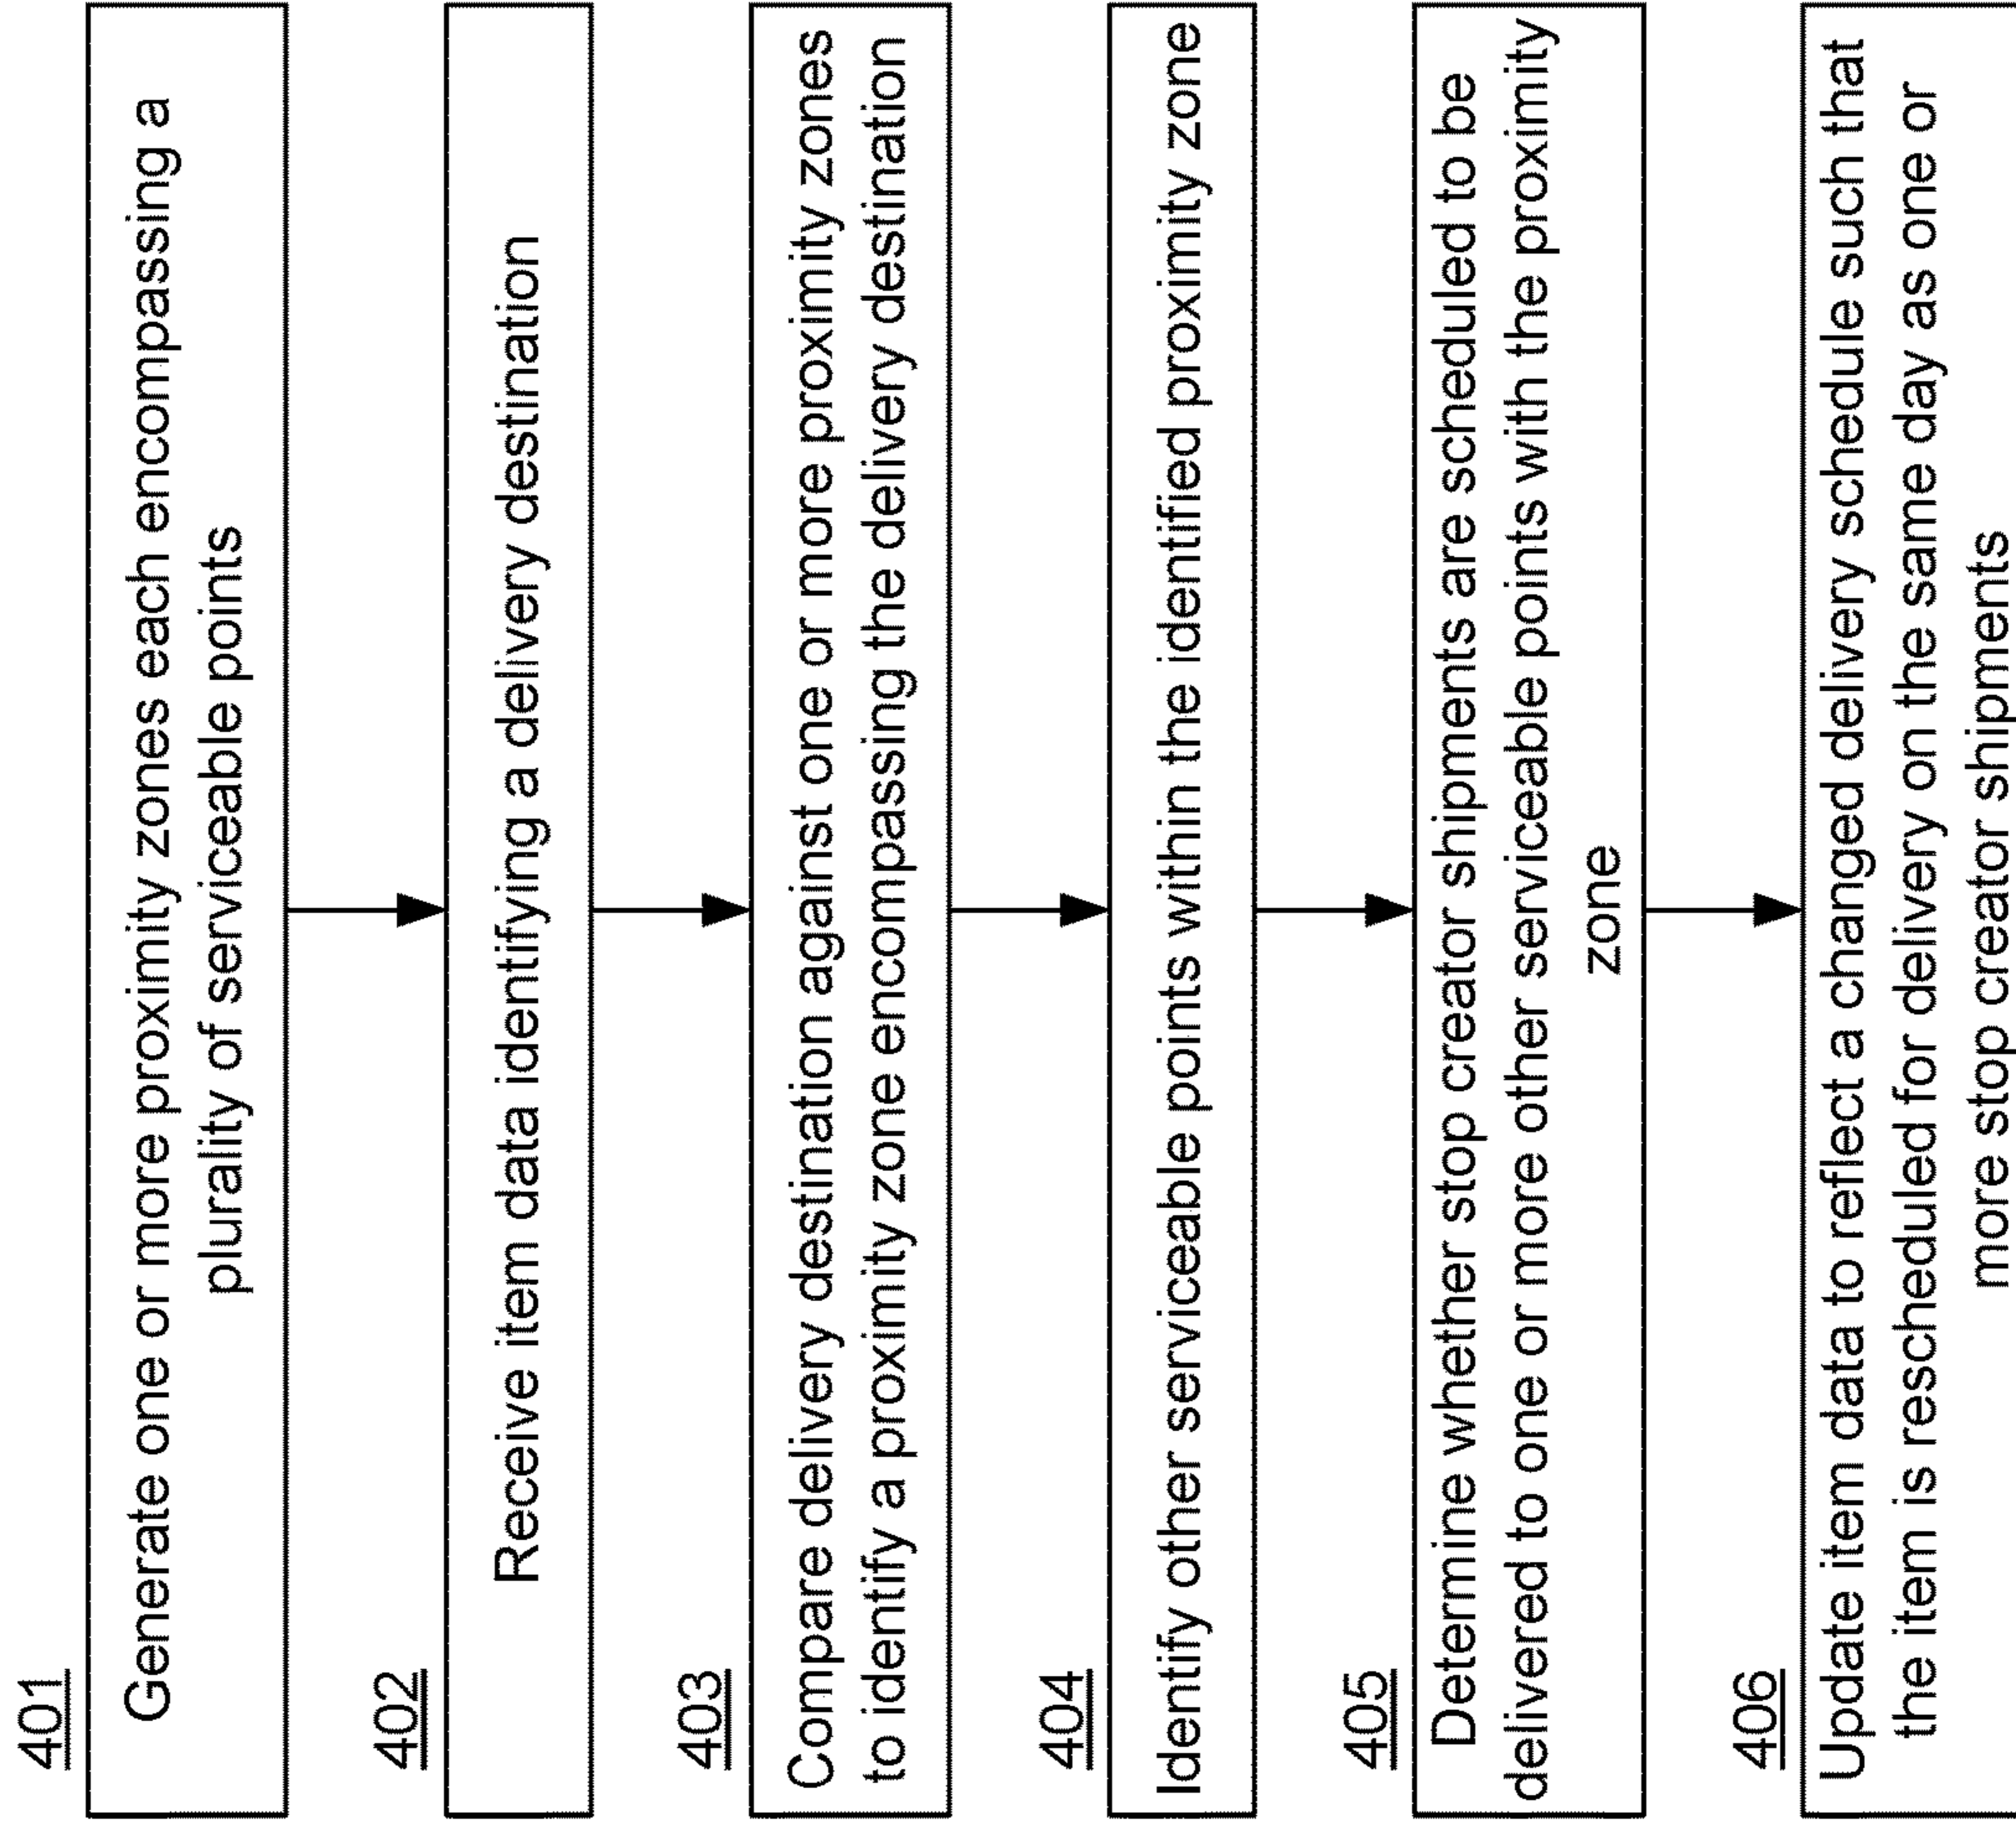 401
Generate one or more proximity zones each encompassing a
plurality of serviceable points
402
Receive item data identifying a delivery destination
403
Compare delivery destination against one or more proximity zones
to identify a proximity zone encompassing the delivery destination
404
Identify other serviceable points within the identified proximity zone
405
Determine whether stop creator shipments are scheduled to be
delivered to one or more other serviceable points with the proximity
zone
406
Update item data to reflect a changed delivery schedule such that
the item is rescheduled for delivery on the same day as one or
more stop creator shipments